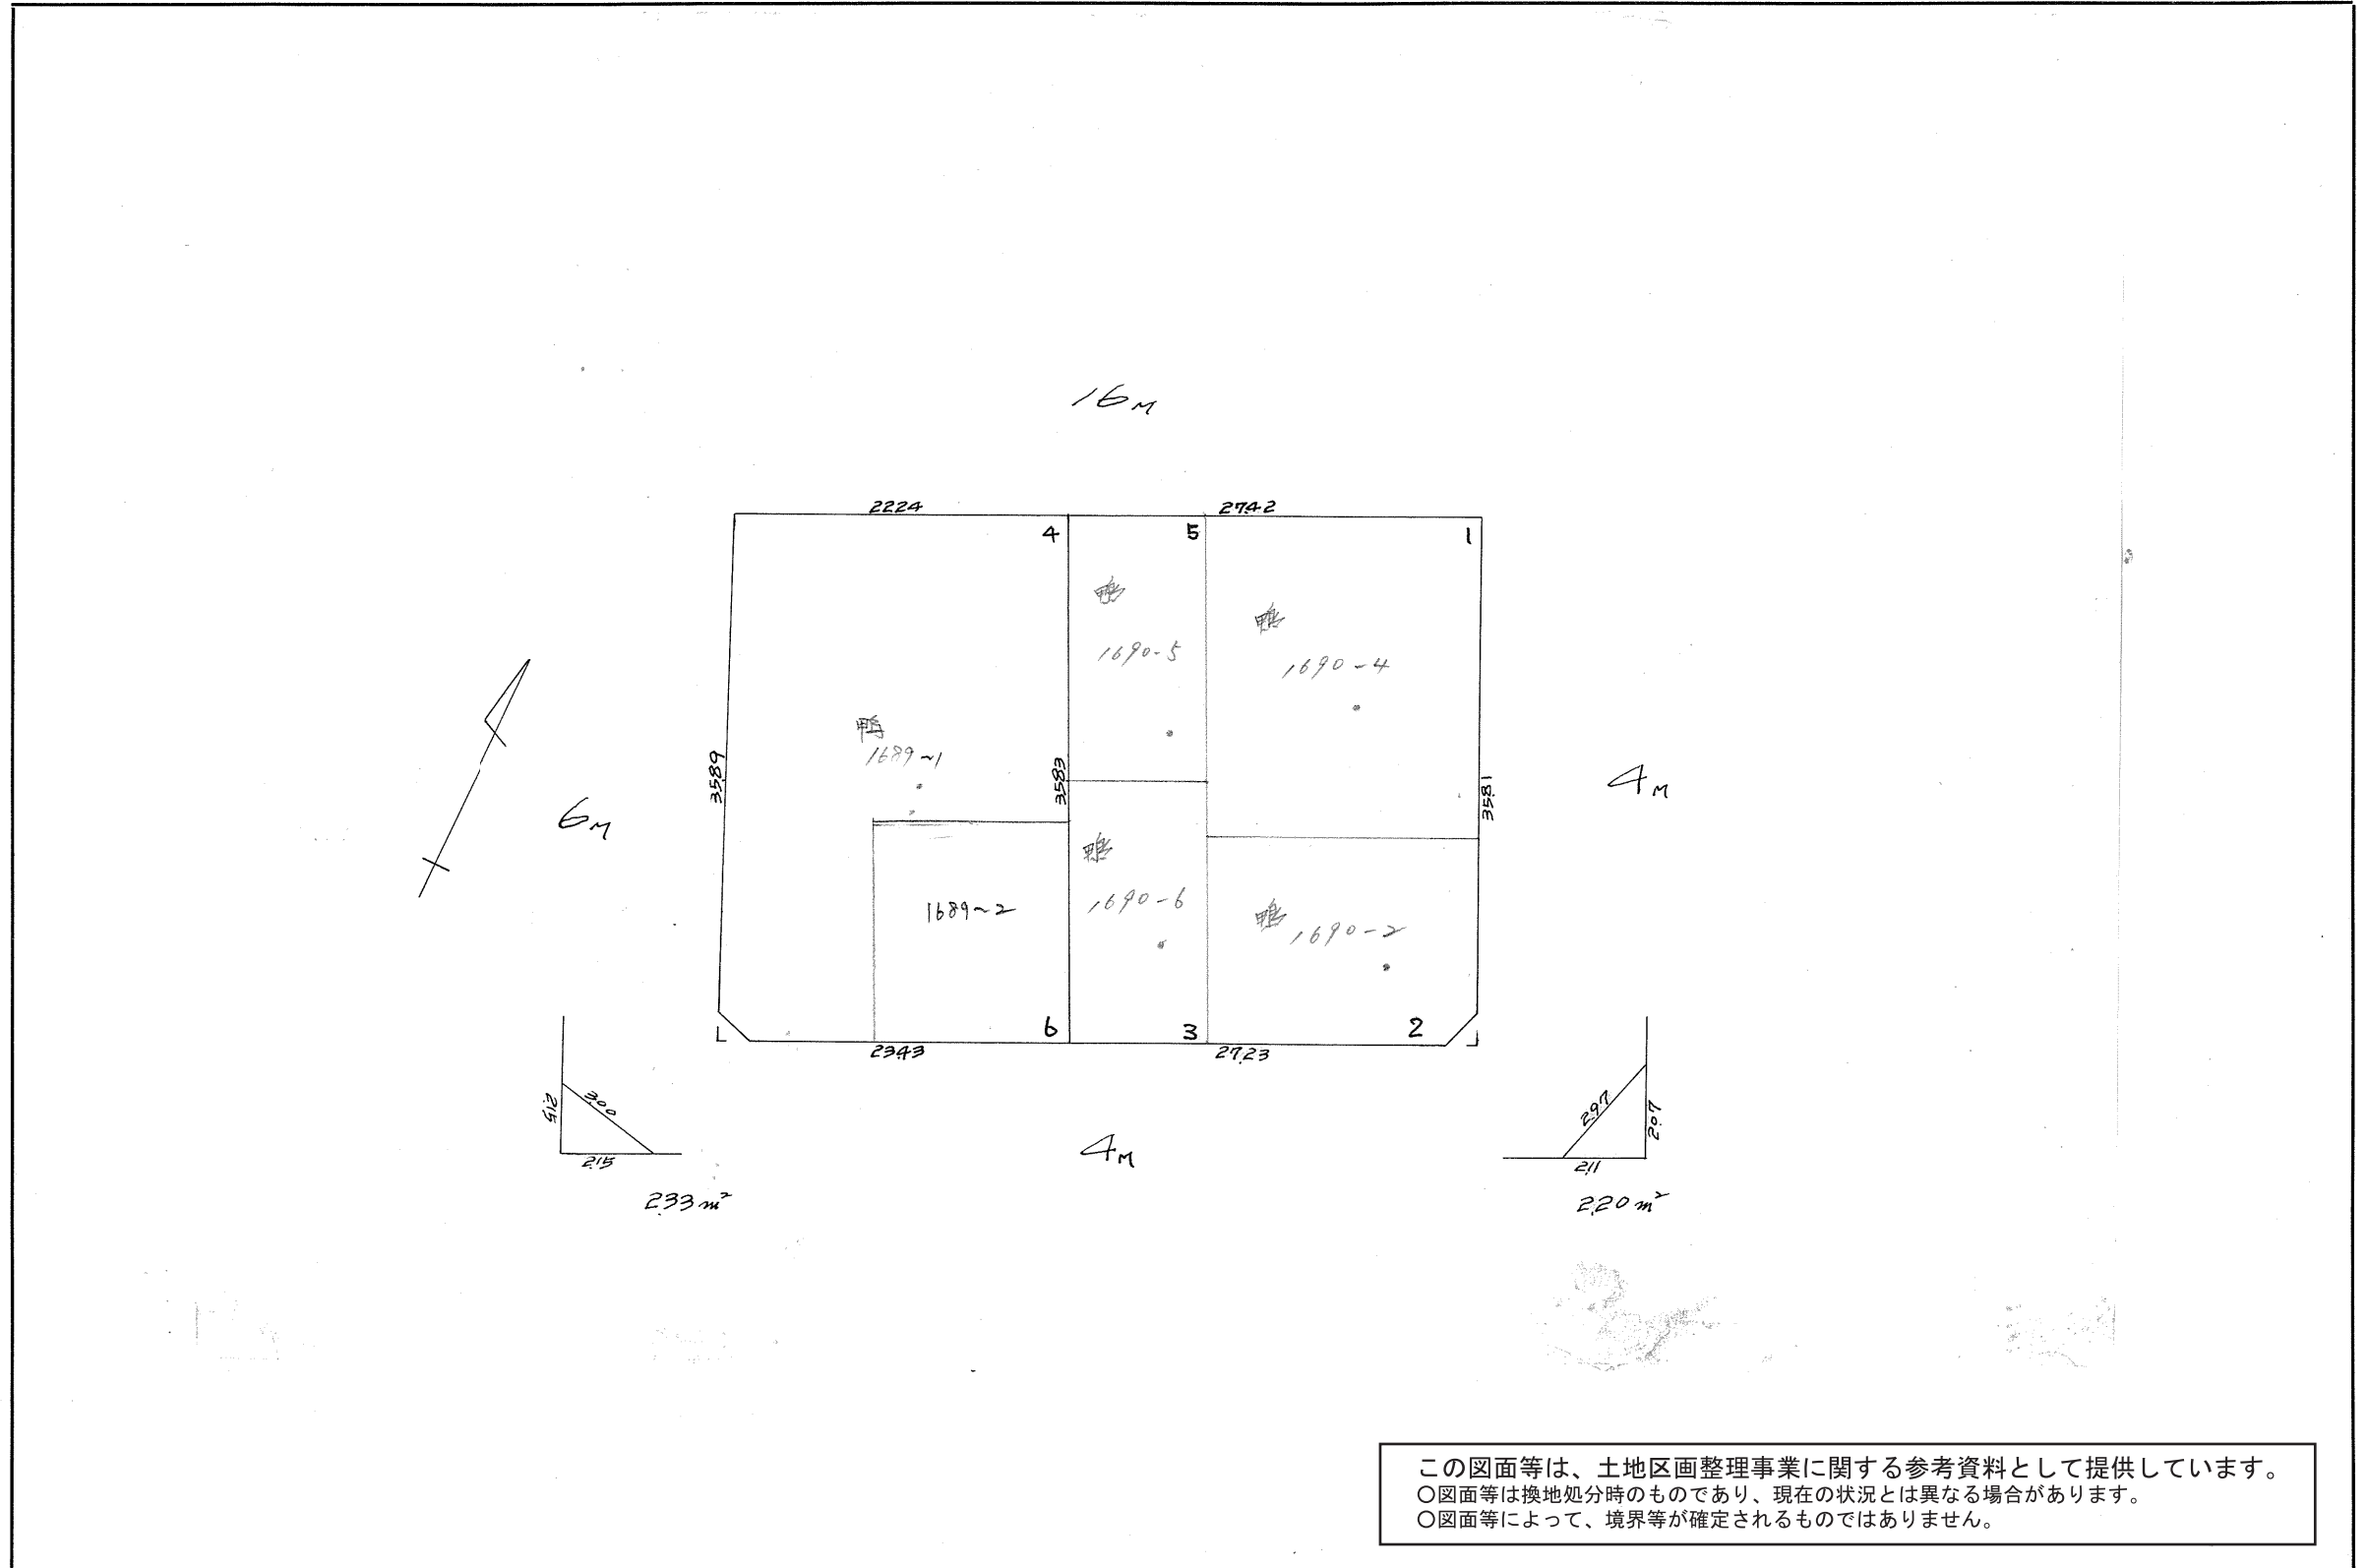 16M
22.24
27.42
4
5
1
鴨
1690-5
鴨
1690-4
鴨
1689~1
35.89
35.83
35.81
6M
4M
1689~2
鴨
1690-6
鴨
1690-2
6
3
2
23.43
27.23
2.15
3.00
2.15
2.33m²
4M
2.97
2.07
2.11
2.20m²
この図面等は、土地区画整理事業に関する参考資料として提供しています。
〇図面等は換地処分時のものであり、現在の状況とは異なる場合があります。
〇図面等によって、境界等が確定されるものではありません。